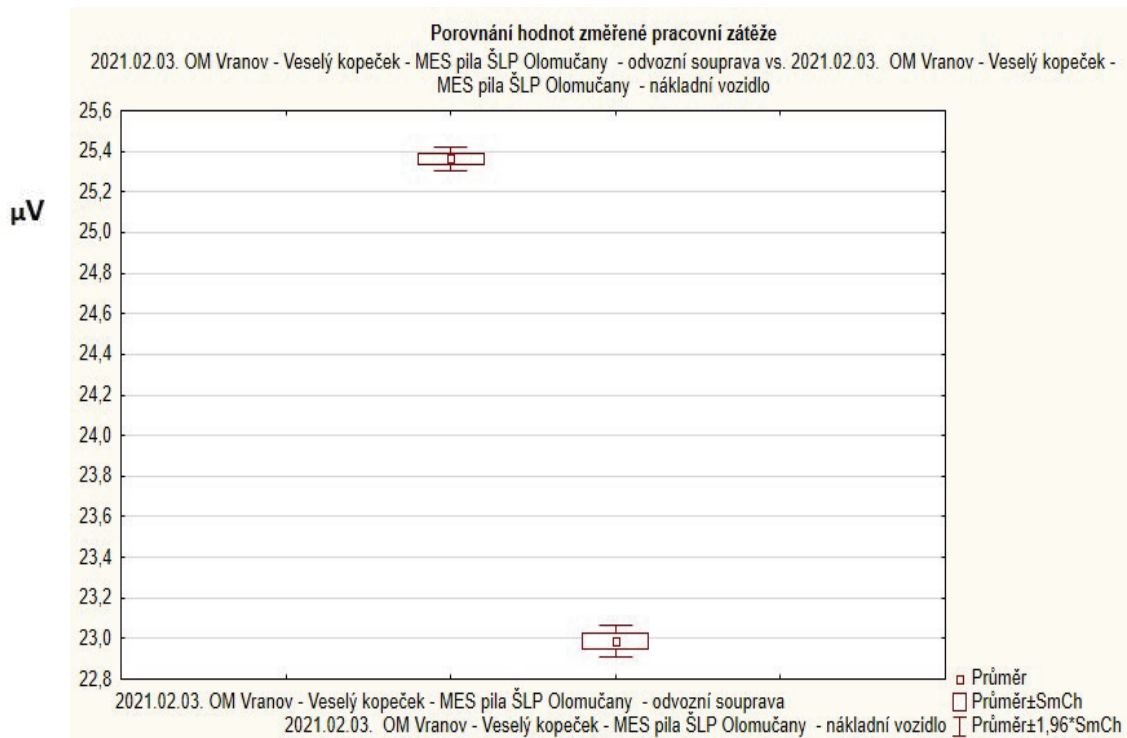 Porovnání hodnot změřené pracovní zátěže
2021.02.03. OM Vranov - Veselý kopeček - MES pila ŠLP Olomučany - odvozní souprava vs. 2021.02.03. OM Vranov - Veselý kopeček -
MES pila ŠLP Olomučany - nákladní vozidlo
25,6
25,4
25,2
μV
25,0
24,8
24,6
24,4
24,2
24,0
23,8
23,6
23,4
23,2
23,0
22,8
2021.02.03. OM Vranov - Veselý kopeček - MES pila ŠLP Olomučany - odvozní souprava
2021.02.03. OM Vranov - Veselý kopeček - MES pila ŠLP Olomučany - nákladní vozidlo
Průměr
Průměr±SmCh
Průměr±1,96*SmCh